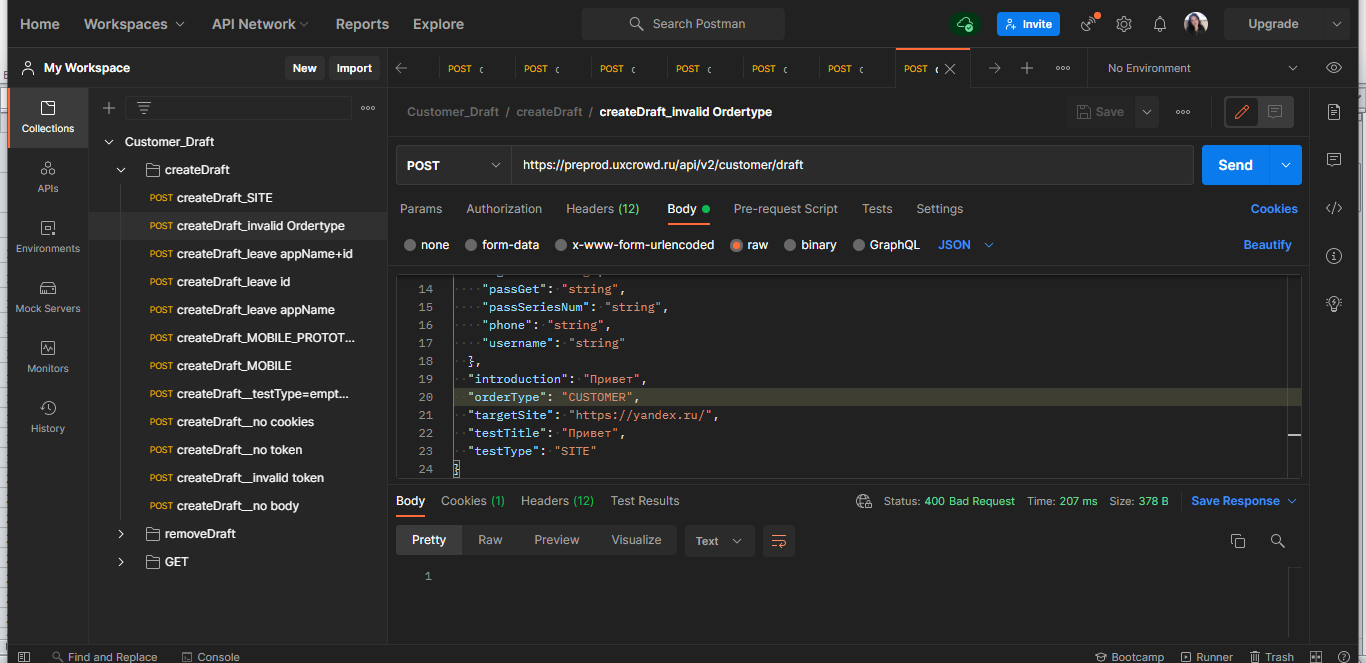 Home Workspaces API Network Reports Explore Search Postman Invite Upgrade
My Workspace New Import POST c POST c POST c POST c POST c POST c POST c No Environment
Customer_Draft / createDraft / createDraft_invalid Ordertype Save
Collections
APIs
Environments
Mock Servers
Monitors
History
Customer_Draft
createDraft
POST createDraft_SITE
POST createDraft_invalid Ordertype
POST createDraft_leave appName+id
POST createDraft_leave id
POST createDraft_leave appName
POST createDraft_MOBILE_PROTOT...
POST createDraft_MOBILE
POST createDraft__testType=empt...
POST createDraft__no cookies
POST createDraft__no token
POST createDraft__invalid token
POST createDraft__no body
removeDraft
GET
POST https://preprod.uxcrowd.ru/api/v2/customer/draft Send
Params Authorization Headers (12) Body Pre-request Script Tests Settings Cookies
none form-data x-www-form-urlencoded raw binary GraphQL JSON Beautify
14 "passGet": "string",
15 "passSeriesNum": "string",
16 "phone": "string",
17 "username": "string"
18 },
19 "introduction": "Привет",
20 "orderType": "CUSTOMER",
21 "targetSite": "https://yandex.ru/",
22 "testTitle": "Привет",
23 "testType": "SITE"
24 }
Body Cookies (1) Headers (12) Test Results Status: 400 Bad Request Time: 207 ms Size: 378 B Save Response
Pretty Raw Preview Visualize Text
1
Find and Replace Console Bootcamp Runner Trash